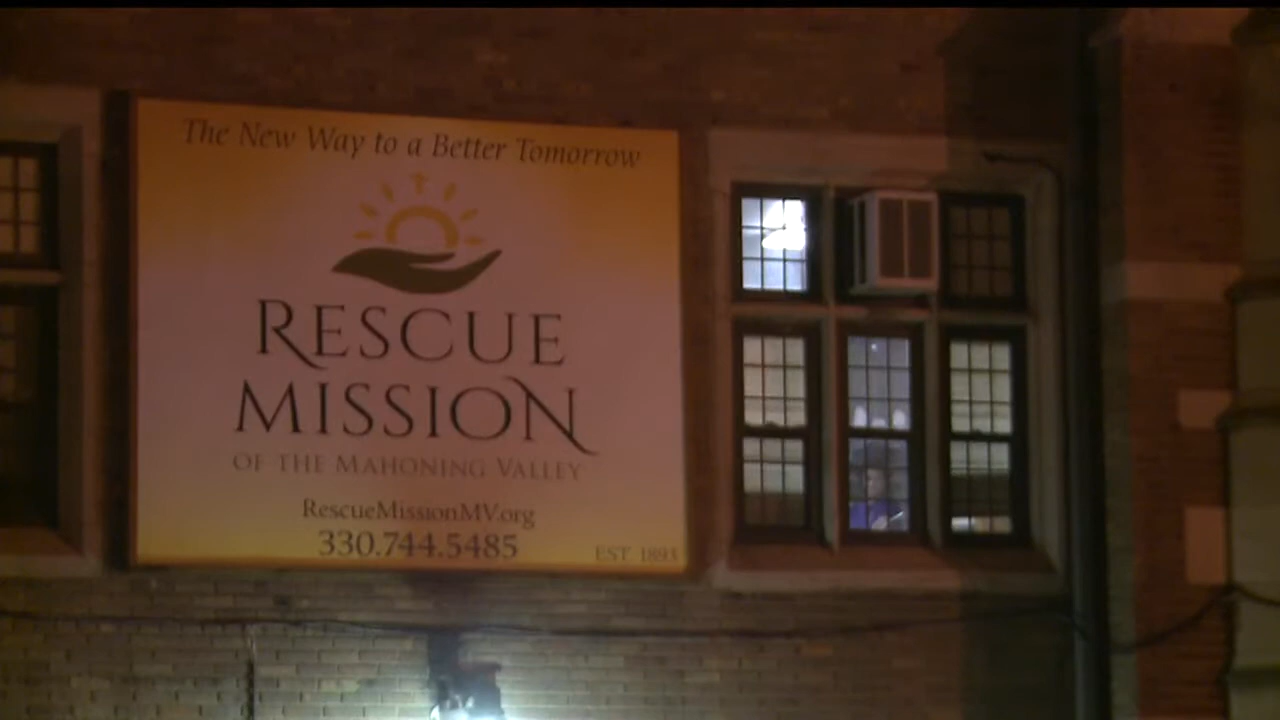 The New Way to a Better Tomorrow
RESCUE
MISSION
OF THE MAHONING VALLEY
RescueMissionMV.org
330.744.5485
EST 1893